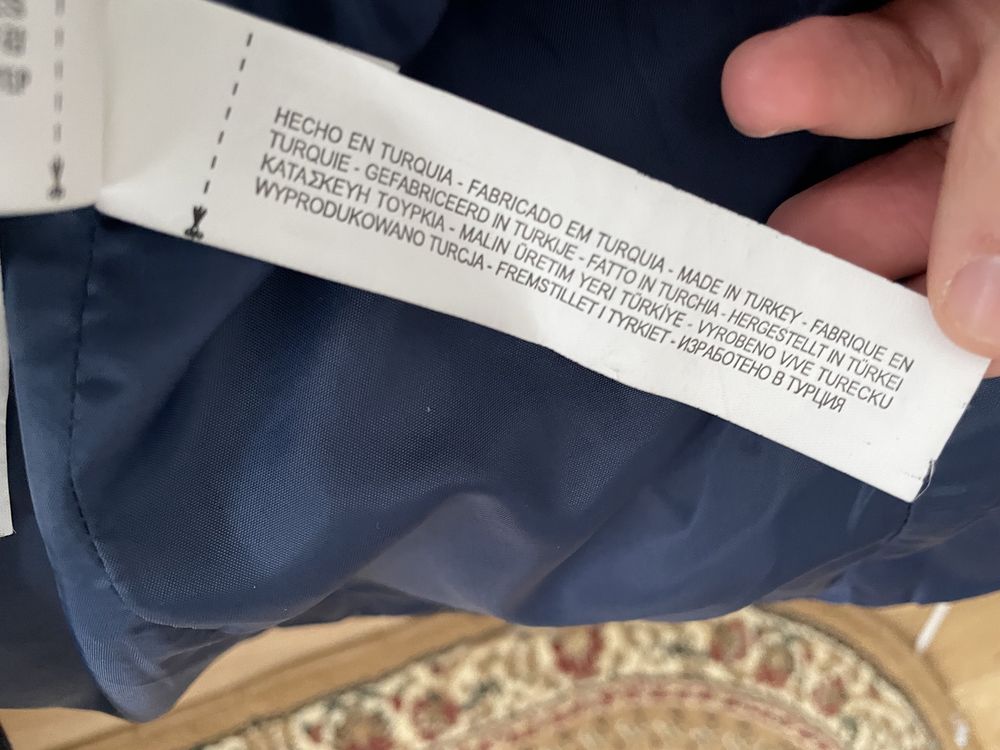 HECHO EN TURQUIA - FABRICADO EM TURQUIA - MADE IN TURKEY - FABRIQUE EN
TURQUIE - GEFABRICEERD IN TURKIJE - FATTO IN TURCHIA - HERGESTELLT IN TÜRKEI
ΚΑΤΑΣΚΕΥΗ ΤΟΥΡΚΙΑ - MALIN ÜRETIM YERİ TÜRKİYE - VYROBENO VIVE TURECKU
WYPRODUKOWANO TURCJA - FREMSTILLET I TYRKIET - ИЗРАБОТЕНО В ТУРЦИЯ